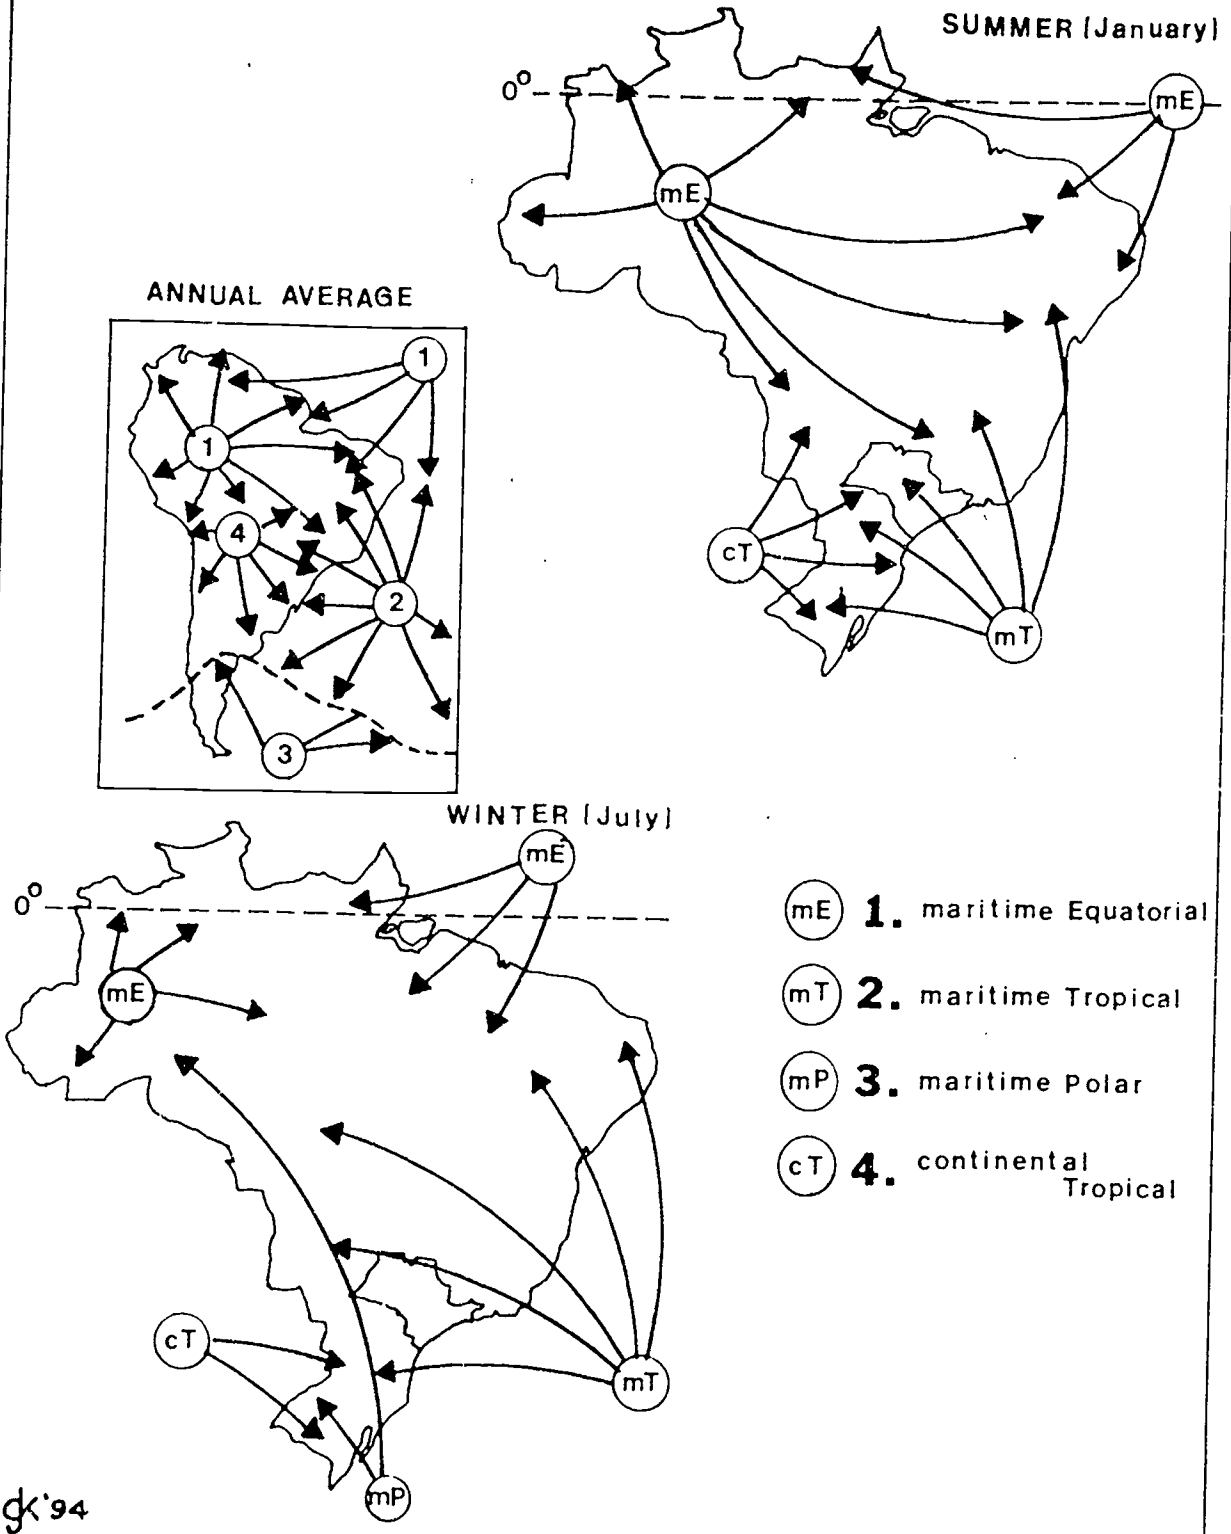 SUMMER (January)
0°
mE
mE
cT
mT
ANNUAL AVERAGE
1
1
4
2
3
WINTER (July)
mE
0°
mE
cT
mT
mP
mE 1. maritime Equatorial
mT 2. maritime Tropical
mP 3. maritime Polar
cT 4. continental
Tropical
gk '94